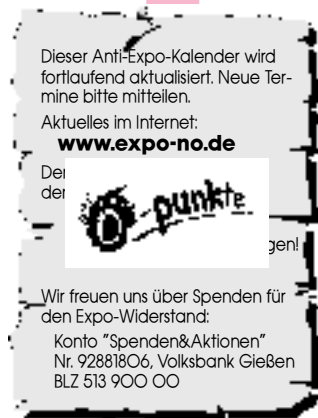 Dieser Anti-Expo-Kalender wird
fortlaufend aktualisiert. Neue Ter-
mine bitte mitteilen.
Aktuelles im Internet:
www.expo-no.de
Der
der
Ö-punkte
gen!
Wir freuen uns über Spenden für
den Expo-Widerstand:
Konto "Spenden&Aktionen"
Nr. 92881806, Volksbank Gießen
BLZ 513 900 00